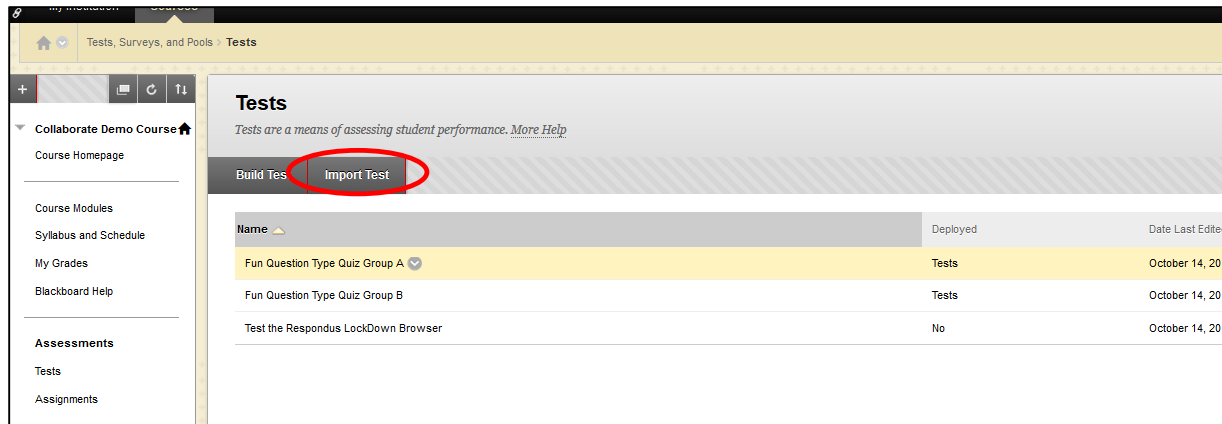 My Institution Courses
Tests, Surveys, and Pools > Tests
Tests
Tests are a means of assessing student performance. More Help
Build Tes Import Test
Collaborate Demo Course
Course Homepage
Course Modules
Syllabus and Schedule
My Grades
Blackboard Help
Assessments
Tests
Assignments
Name Deployed Date Last Edite
Fun Question Type Quiz Group A Tests October 14, 20
Fun Question Type Quiz Group B Tests October 14, 20
Test the Respondus LockDown Browser No October 14, 20